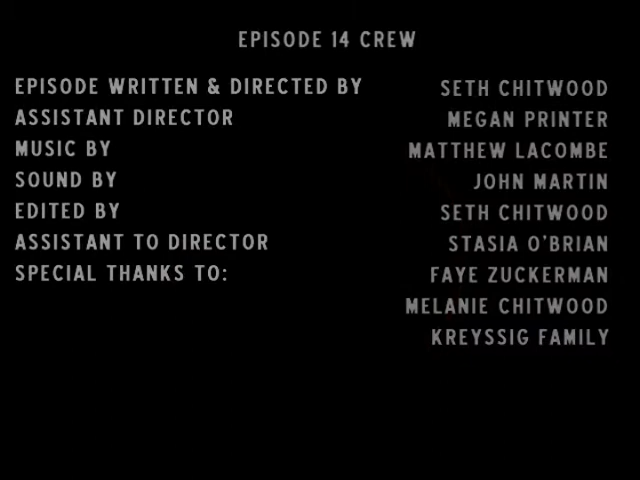 EPISODE 14 CREW
EPISODE WRITTEN & DIRECTED BY SETH CHITWOOD
ASSISTANT DIRECTOR MEGAN PRINTER
MUSIC BY MATTHEW LACOMBE
SOUND BY JOHN MARTIN
EDITED BY SETH CHITWOOD
ASSISTANT TO DIRECTOR STASIA O'BRIAN
SPECIAL THANKS TO: FAYE ZUCKERMAN
MELANIE CHITWOOD
KREYSSIG FAMILY